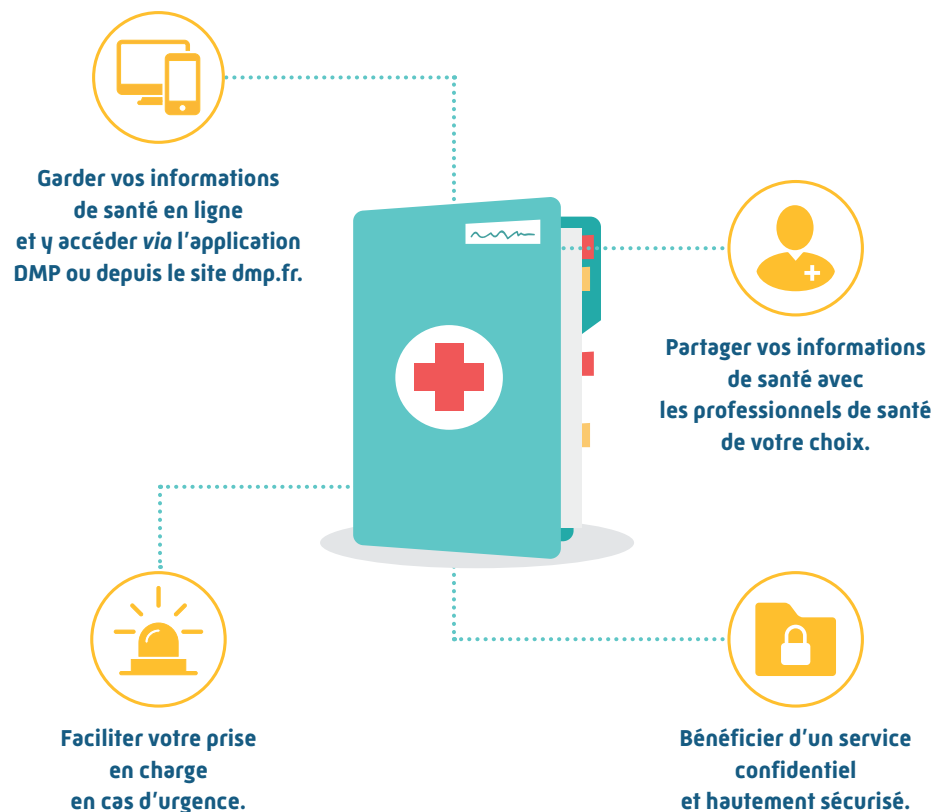 Garder vos informations
de santé en ligne
et y accéder via l'application
DMP ou depuis le site dmp.fr.
Partager vos informations
de santé avec
les professionnels de santé
de votre choix.
Faciliter votre prise
en charge
en cas d'urgence.
Bénéficier d'un service
confidentiel
et hautement sécurisé.